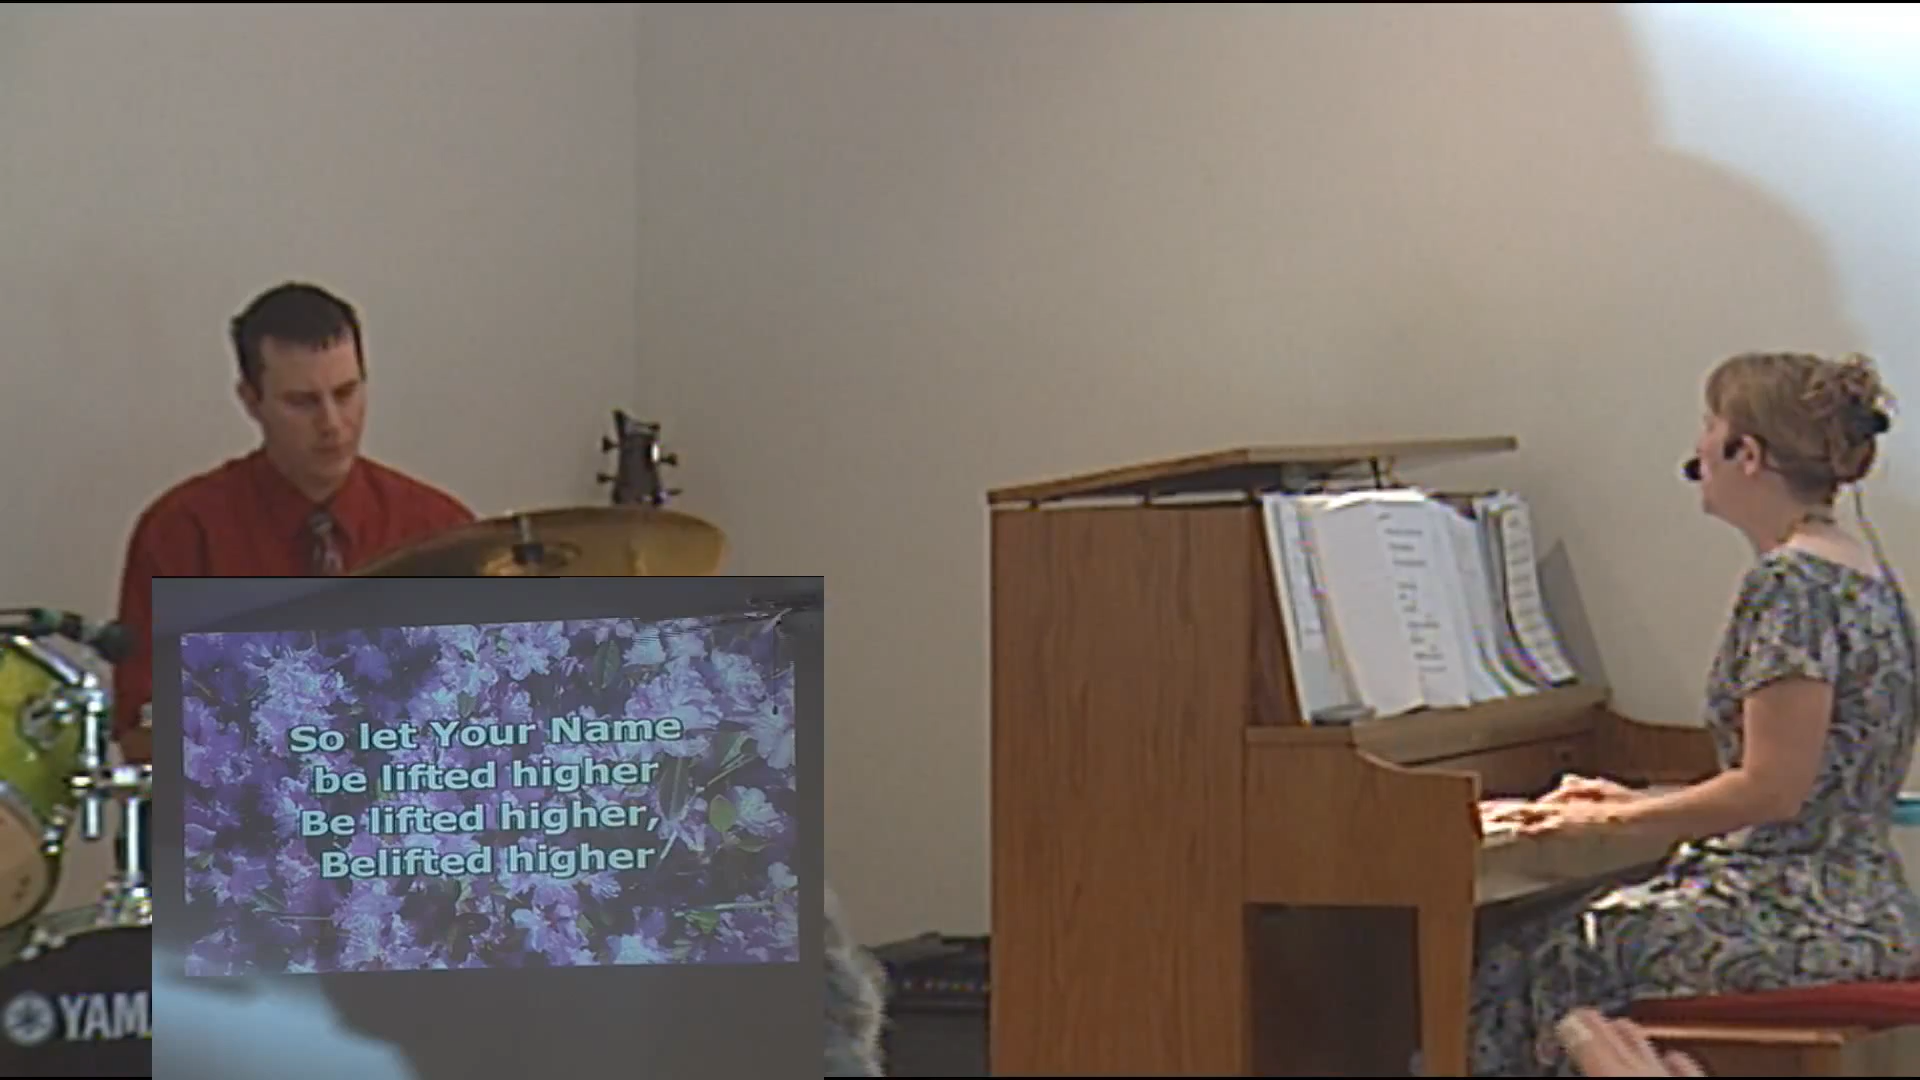 So let Your Name
be lifted higher
Be lifted higher,
Belifted higher
YAM